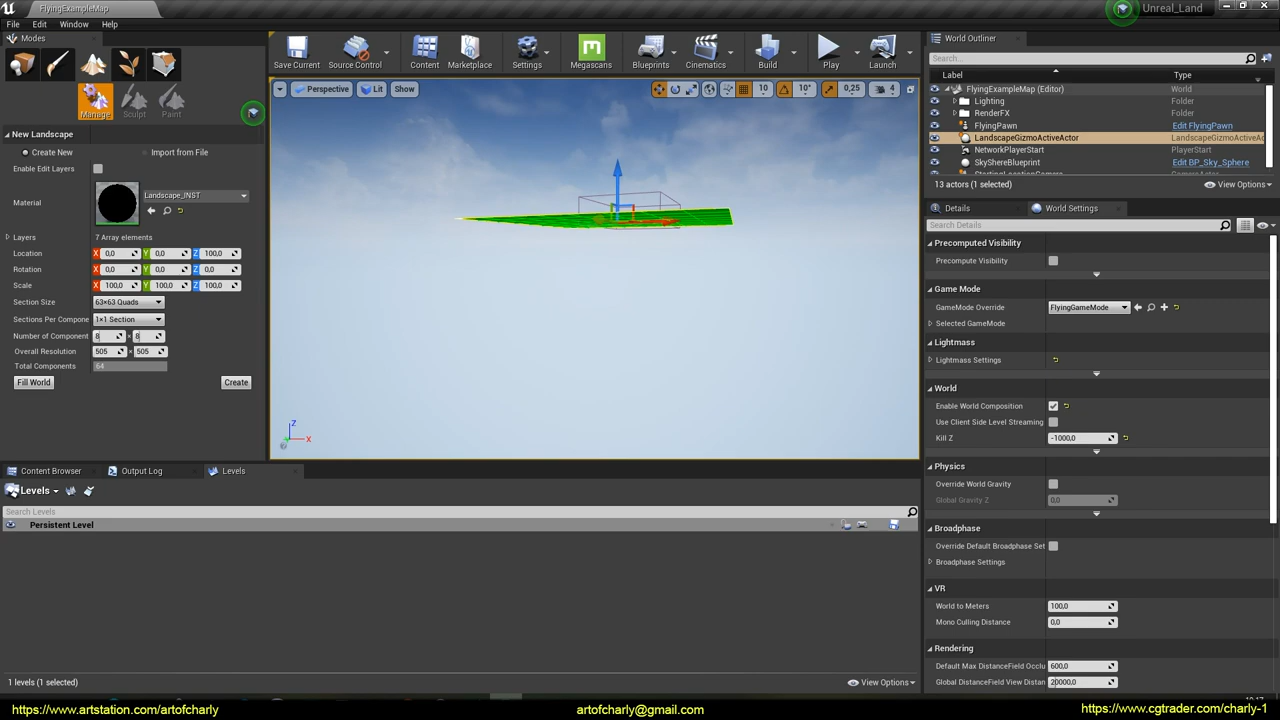 FlyingExampleMap
Unreal_Land
File Edit Window Help
Modes
Manage Sculpt Paint
New Landscape
Create New Import from File
Enable Edit Layers
Material Landscape_INST
Layers 7 Array elements
Location X 0,0 Y 0,0 Z 100,0
Rotation X 0,0 Y 0,0 Z 0,0
Scale X 100,0 Y 100,0 Z 100,0
Section Size 63×63 Quads
Sections Per Compone 1×1 Section
Number of Component 8 × 8
Overall Resolution 505 × 505
Total Components 64
Fill World Create
Save Current Source Control Content Marketplace Settings Megascans Blueprints Cinematics Build Play Launch
Perspective Lit Show 10 10° 0,25 4
Z
X
World Outliner
Search...
Label Type
FlyingExampleMap (Editor) World
Lighting Folder
RenderFX Folder
FlyingPawn Edit FlyingPawn
LandscapeGizmoActiveActor LandscapeGizmoActiveAc
NetworkPlayerStart PlayerStart
SkyShereBlueprint Edit BP_Sky_Sphere
13 actors (1 selected) View Options
Details World Settings
Search Details
Precomputed Visibility
Precompute Visibility
Game Mode
GameMode Override FlyingGameMode
Selected GameMode
Lightmass
Lightmass Settings
World
Enable World Composition
Use Client Side Level Streaming
Kill Z -1000,0
Physics
Override World Gravity
Global Gravity Z 0,0
Broadphase
Override Default Broadphase Set
Broadphase Settings
VR
World to Meters 100,0
Mono Culling Distance 0,0
Rendering
Default Max DistanceField Occlu 600,0
Global DistanceField View Distan 20000,0
Content Browser Output Log Levels
Levels
Search Levels
Persistent Level
1 levels (1 selected) View Options
https://www.artstation.com/artofcharly artofcharly@gmail.com https://www.cgtrader.com/charly-1